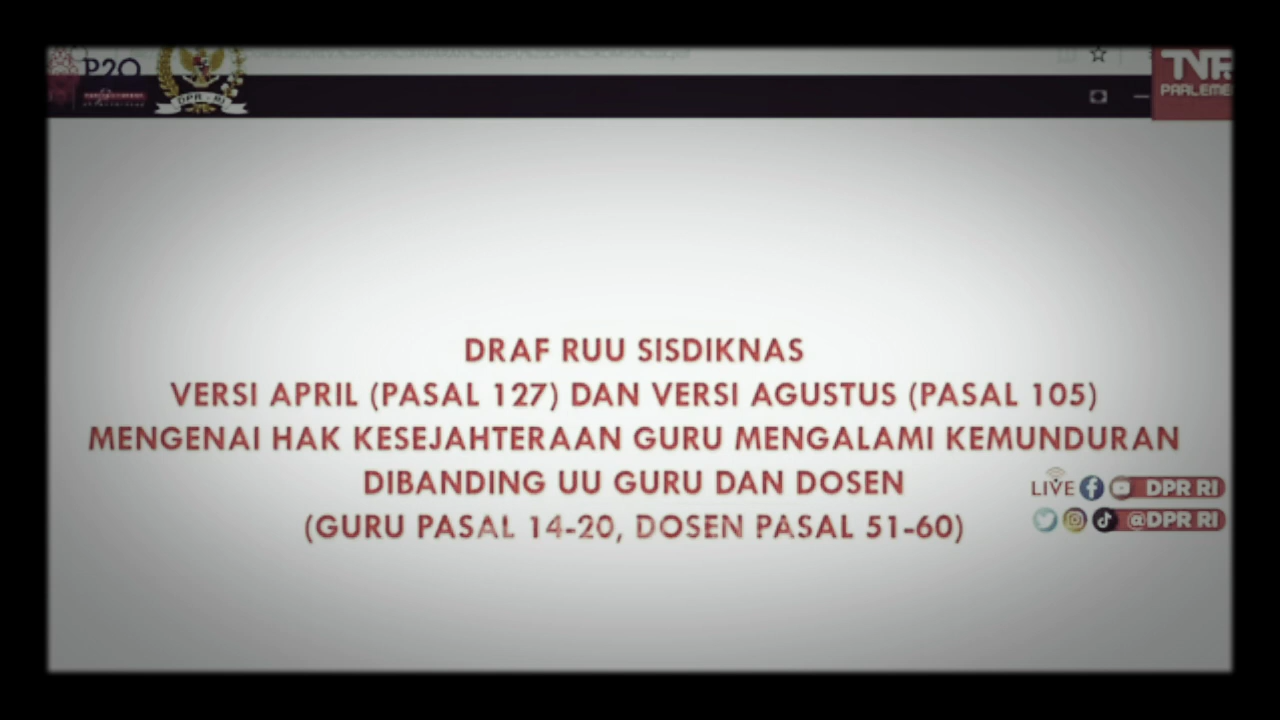 P20
DPR - RI
TVR
PARLEME
DRAF RUU SISDIKNAS
VERSI APRIL (PASAL 127) DAN VERSI AGUSTUS (PASAL 105)
MENGENAI HAK KESEJAHTERAAN GURU MENGALAMI KEMUNDURAN
DIBANDING UU GURU DAN DOSEN
(GURU PASAL 14-20, DOSEN PASAL 51-60)
LIVE DPR RI
@DPR RI